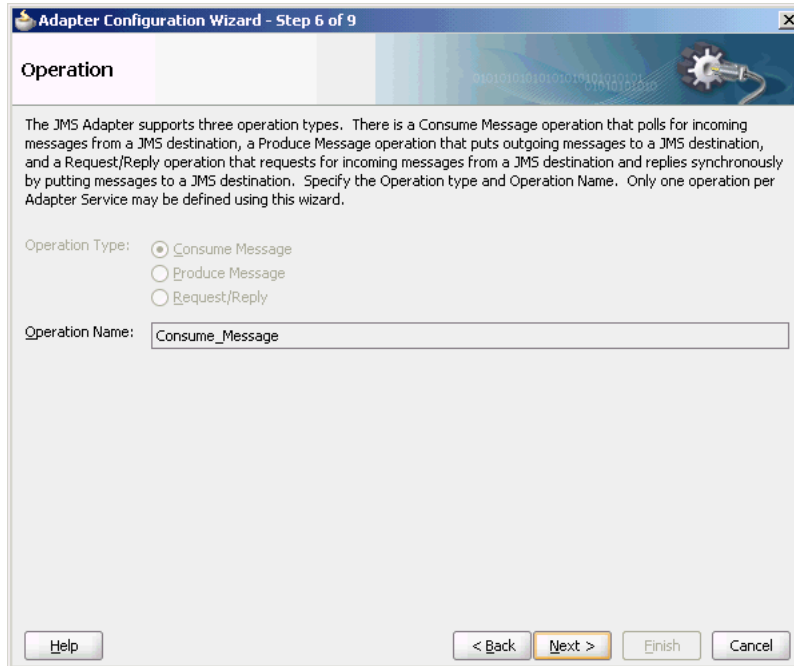 Adapter Configuration Wizard - Step 6 of 9
Operation
The JMS Adapter supports three operation types. There is a Consume Message operation that polls for incoming
messages from a JMS destination, a Produce Message operation that puts outgoing messages to a JMS destination,
and a Request/Reply operation that requests for incoming messages from a JMS destination and replies synchronously
by putting messages to a JMS destination. Specify the Operation type and Operation Name. Only one operation per
Adapter Service may be defined using this wizard.
Operation Type: Consume Message
Produce Message
Request/Reply
Operation Name: Consume_Message
Help < Back Next > Finish Cancel